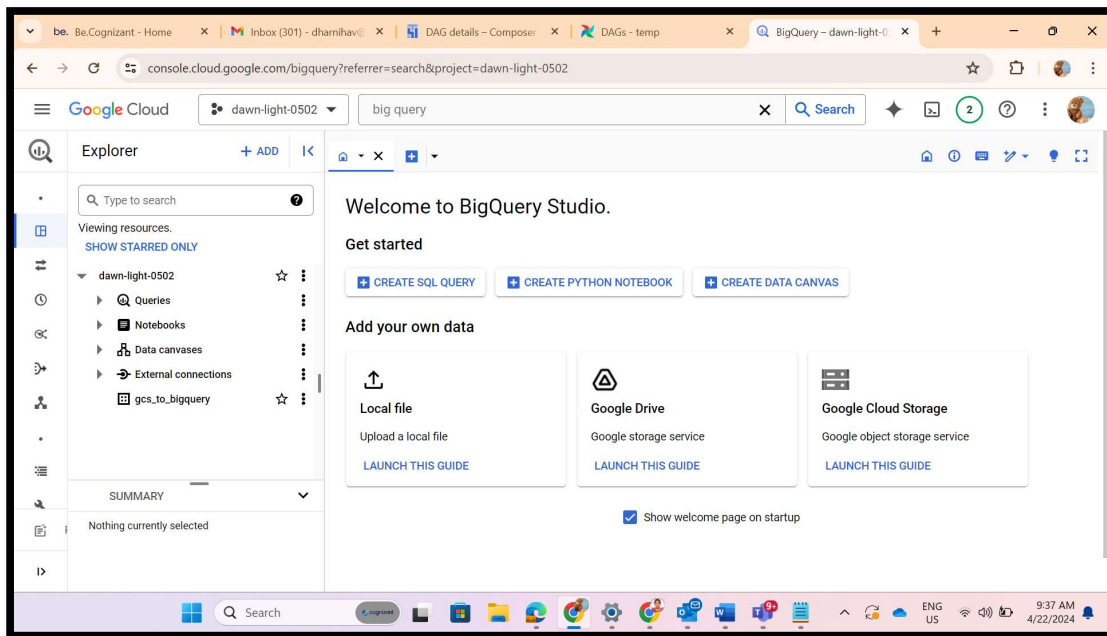 be. Be.Cognizant - Home
Inbox (301) - dharnihav@
DAG details – Composer
DAGs - temp
BigQuery – dawn-light-0
console.cloud.google.com/bigquery?referrer=search&project=dawn-light-0502
Google Cloud
dawn-light-0502
big query
Search
2
Explorer
+ ADD
Type to search
Viewing resources.
SHOW STARRED ONLY
dawn-light-0502
Queries
Notebooks
Data canvases
External connections
gcs_to_bigquery
SUMMARY
Nothing currently selected
Welcome to BigQuery Studio.
Get started
CREATE SQL QUERY
CREATE PYTHON NOTEBOOK
CREATE DATA CANVAS
Add your own data
Local file
Upload a local file
LAUNCH THIS GUIDE
Google Drive
Google storage service
LAUNCH THIS GUIDE
Google Cloud Storage
Google object storage service
LAUNCH THIS GUIDE
Show welcome page on startup
Search
cognizant
9+
ENG
US
9:37 AM
4/22/2024